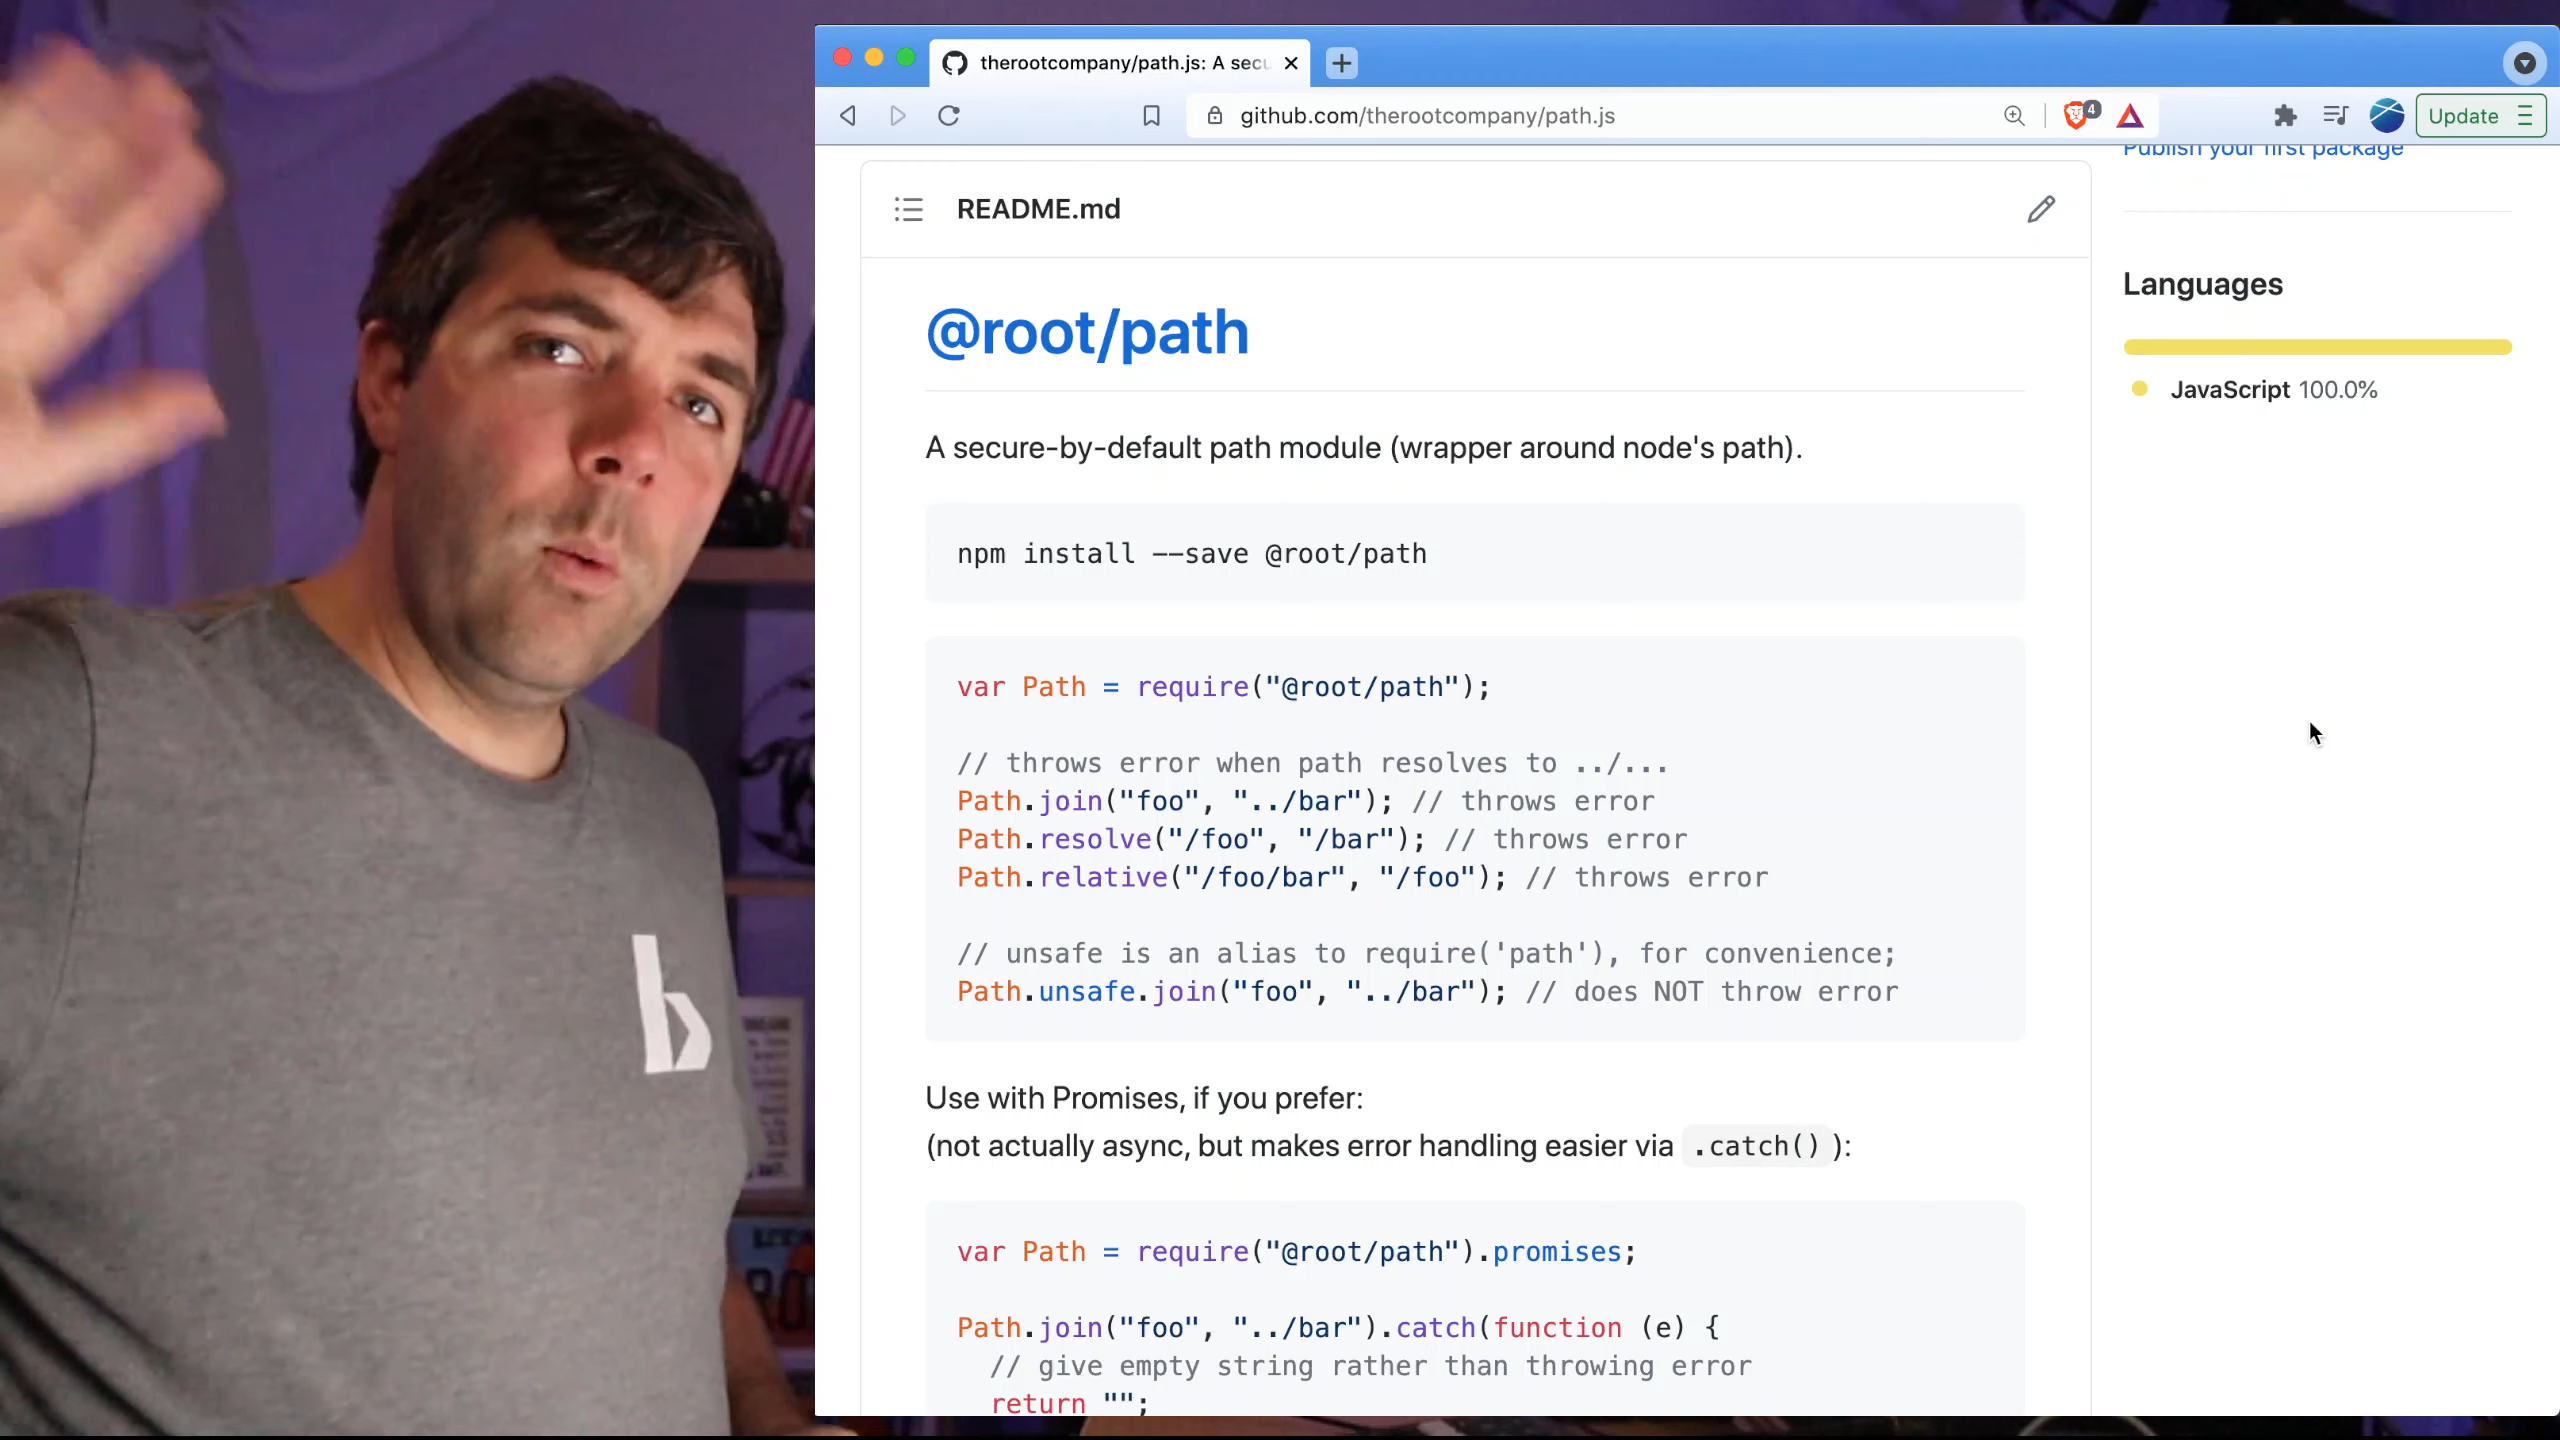 therootcompany/path.js: A secu
github.com/therootcompany/path.js
4
Update
Publish your first package
README.md
Languages
JavaScript 100.0%
@root/path
A secure-by-default path module (wrapper around node's path).
npm install --save @root/path
var Path = require("@root/path");
// throws error when path resolves to ../...
Path.join("foo", "../bar"); // throws error
Path.resolve("/foo", "/bar"); // throws error
Path.relative("/foo/bar", "/foo"); // throws error
// unsafe is an alias to require('path'), for convenience;
Path.unsafe.join("foo", "../bar"); // does NOT throw error
Use with Promises, if you prefer:
(not actually async, but makes error handling easier via .catch() ):
var Path = require("@root/path").promises;
Path.join("foo", "../bar").catch(function (e) {
// give empty string rather than throwing error
return "";
b